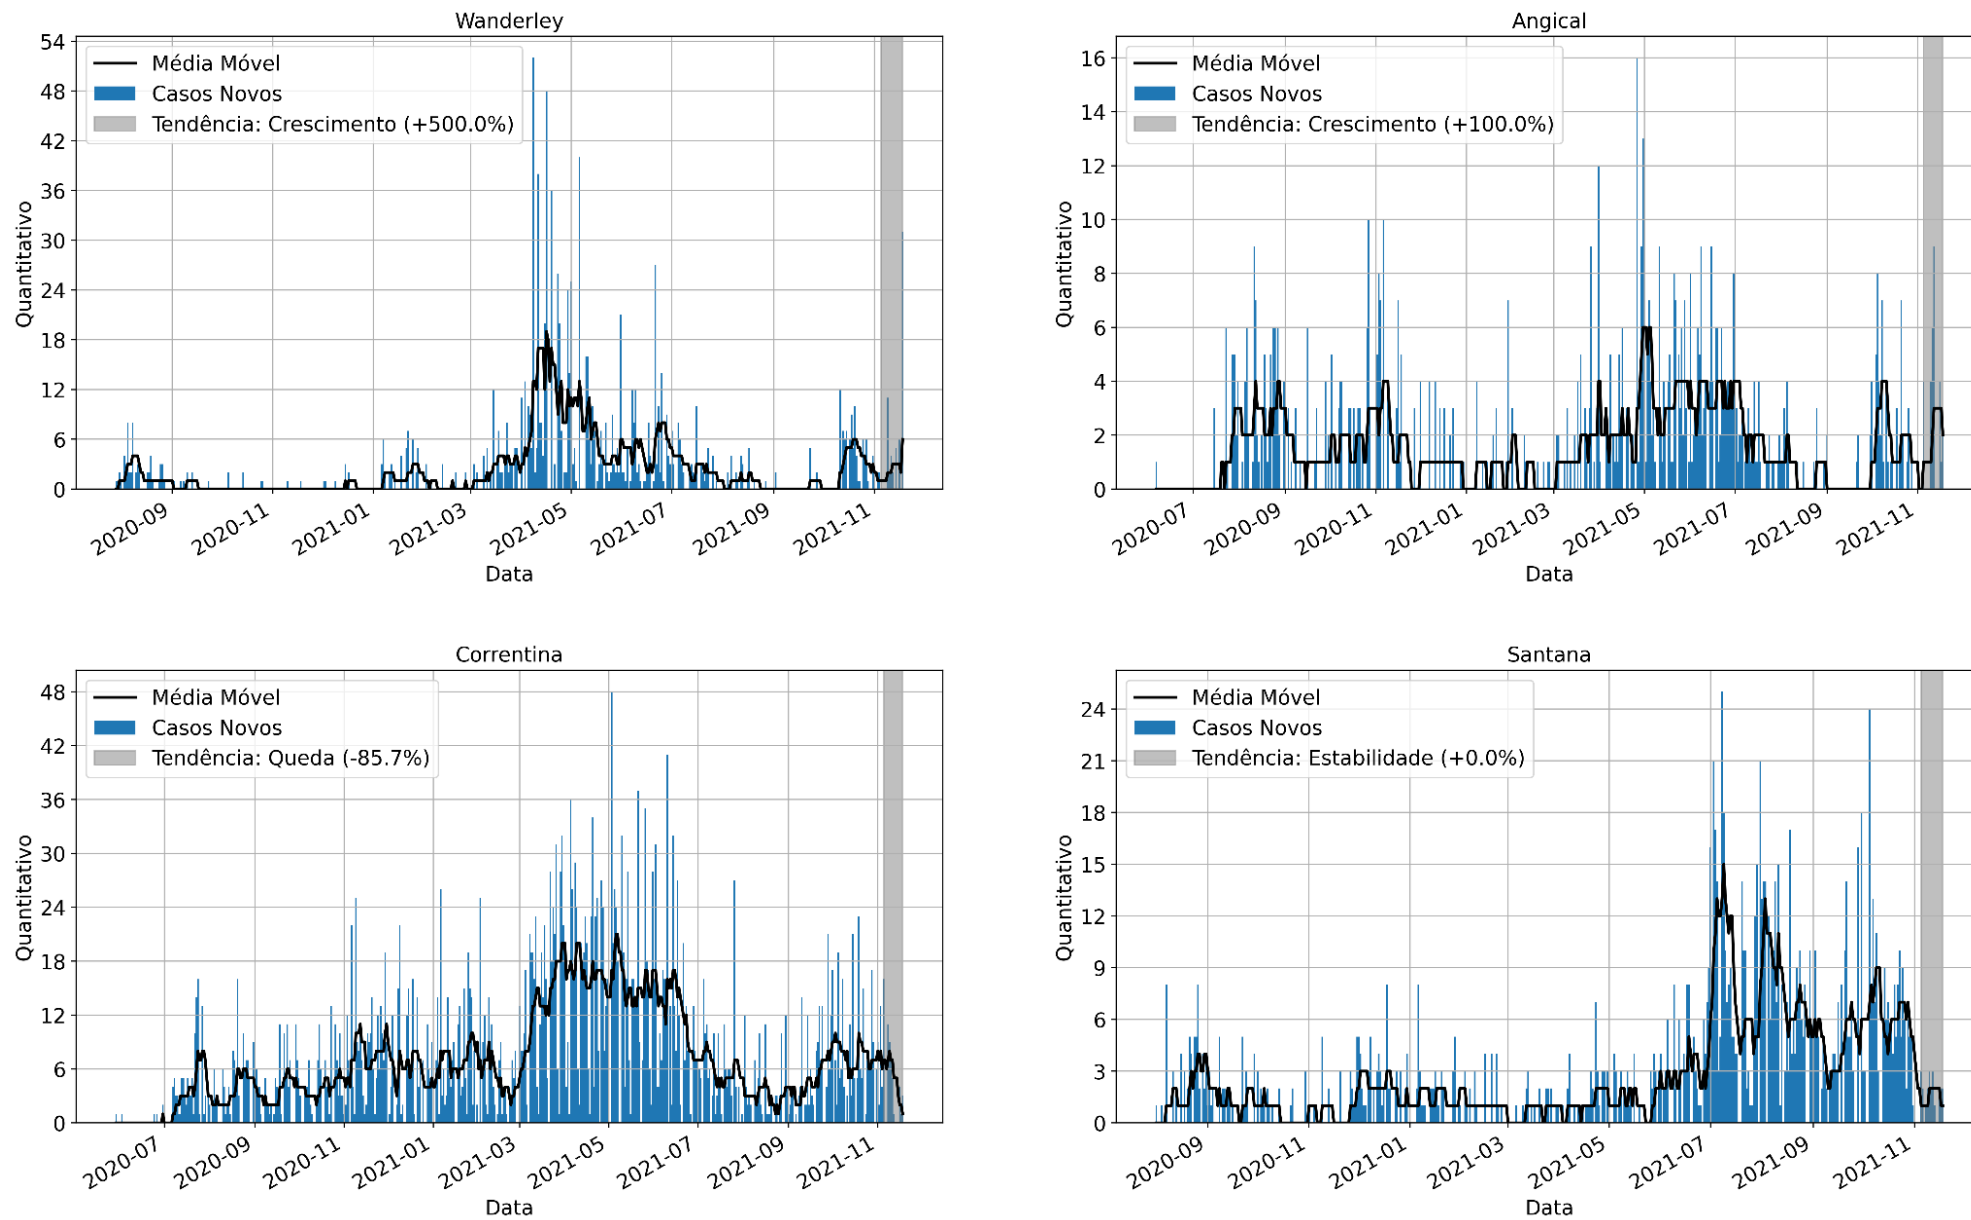 Wanderley
54
48
42
36
30
24
18
12
6
0
Quantitativo
Média Móvel
Casos Novos
Tendência: Crescimento (+500.0%)
2020-09
2020-11
2021-01
2021-03
2021-05
2021-07
2021-09
2021-11
Data
Angical
16
14
12
10
8
6
4
2
0
Quantitativo
Média Móvel
Casos Novos
Tendência: Crescimento (+100.0%)
2020-07
2020-09
2020-11
2021-01
2021-03
2021-05
2021-07
2021-09
2021-11
Data
Correntina
48
42
36
30
24
18
12
6
0
Quantitativo
Média Móvel
Casos Novos
Tendência: Queda (-85.7%)
2020-07
2020-09
2020-11
2021-01
2021-03
2021-05
2021-07
2021-09
2021-11
Data
Santana
24
21
18
15
12
9
6
3
0
Quantitativo
Média Móvel
Casos Novos
Tendência: Estabilidade (+0.0%)
2020-09
2020-11
2021-01
2021-03
2021-05
2021-07
2021-09
2021-11
Data